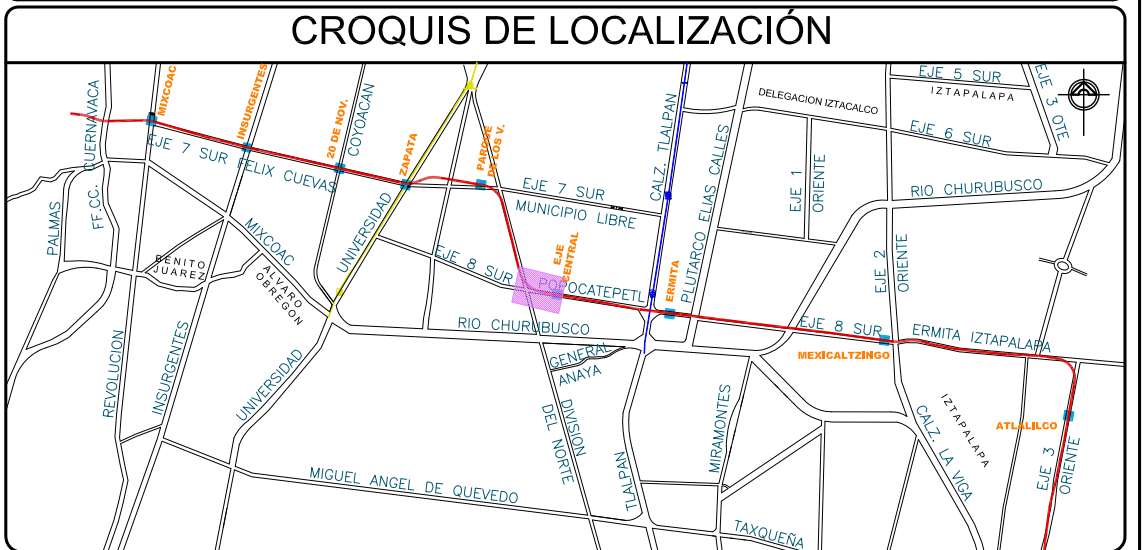 CROQUIS DE LOCALIZACIÓN
FF.CC. CUERNAVACA
MIXCOAC
INSURGENTES
20 DE NOV.
COYOACAN
ZAPATA
PARQUE
DE LOS V.
CALZ. TLALPAN
DELEGACION IZTACALCO
EJE 5 SUR
IZTAPALAPA
EJE 3 OTE
EJE 6 SUR
EJE 7 SUR FELIX CUEVAS
EJE 7 SUR
MUNICIPIO LIBRE
PLUTARCO ELIAS CALLES
EJE 1
ORIENTE
RIO CHURUBUSCO
PALMAS
MIXCOAC
UNIVERSIDAD
BENITO
JUAREZ
ALVARO
OBREGON
EJE 8 SUR
POPOCATEPETL
EJE
CENTRAL
ERMITA
EJE 2
ORIENTE
RIO CHURUBUSCO
EJE 8 SUR
ERMITA IZTAPALAPA
MEXICALTZINGO
REVOLUCION
INSURGENTES
UNIVERSIDAD
GENERAL
ANAYA
DIVISION
DEL NORTE
MIRAMONTES
CALZ. LA VIGA
IZTAPALAPA
ATLALILCO
EJE 3
ORIENTE
MIGUEL ANGEL DE QUEVEDO
TLALPAN
TAXQUEÑA